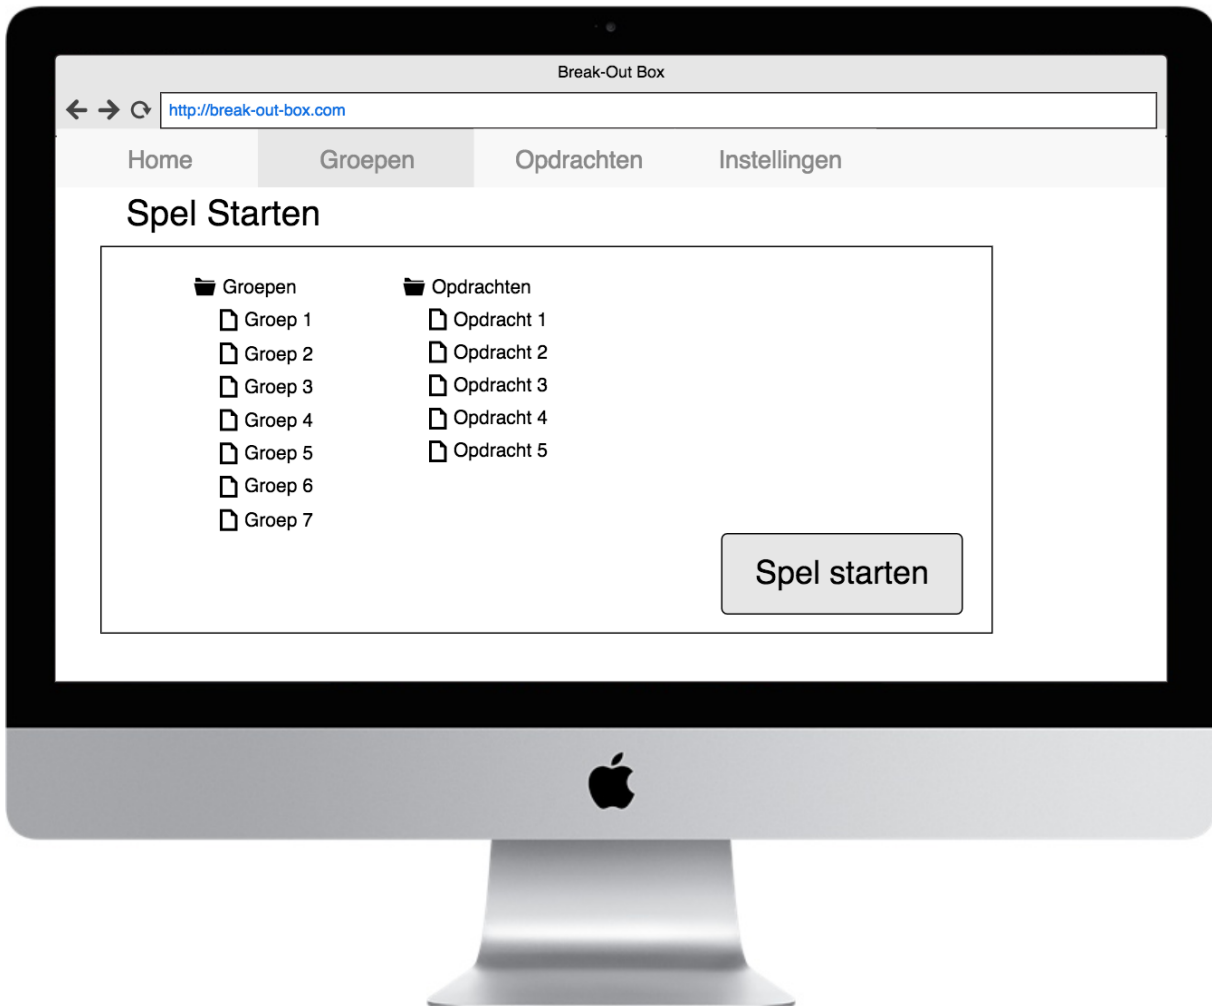 Break-Out Box
http://break-out-box.com
Home Groepen Opdrachten Instellingen
Spel Starten
Groepen
Groep 1
Groep 2
Groep 3
Groep 4
Groep 5
Groep 6
Groep 7
Opdrachten
Opdracht 1
Opdracht 2
Opdracht 3
Opdracht 4
Opdracht 5
Spel starten